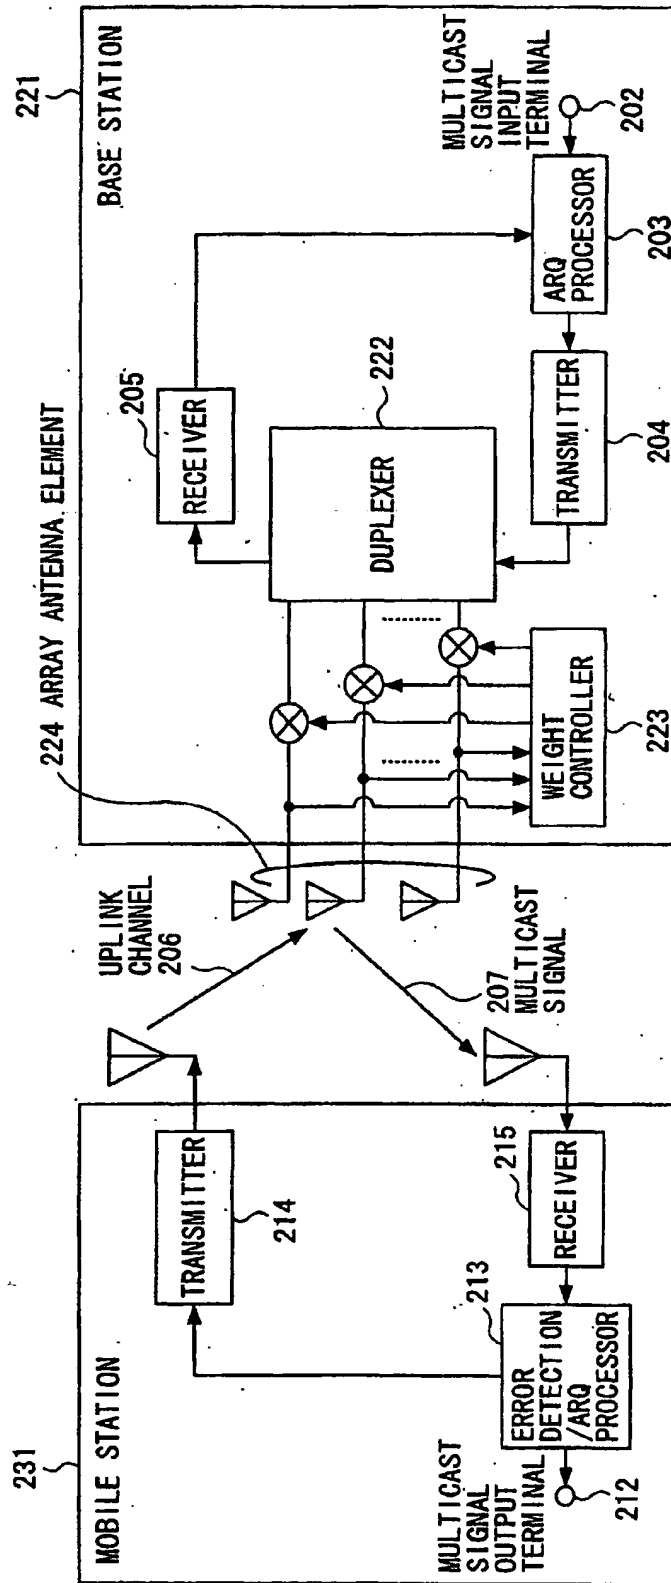 231
MOBILE STATION
MULTICAST
SIGNAL
OUTPUT
TERMINAL
212
ERROR
DETECTION
/ARQ
PROCESSOR
213
RECEIVER
215
TRANSMITTER
214
UPLINK
CHANNEL
206
207
MULTICAST
SIGNAL
224 ARRAY ANTENNA ELEMENT
221
BASE STATION
205
RECEIVER
222
DUPLEXER
WEIGHT
CONTROLLER
223
TRANSMITTER
204
ARQ
PROCESSOR
203
MULTICAST
SIGNAL
INPUT
TERMINAL
202